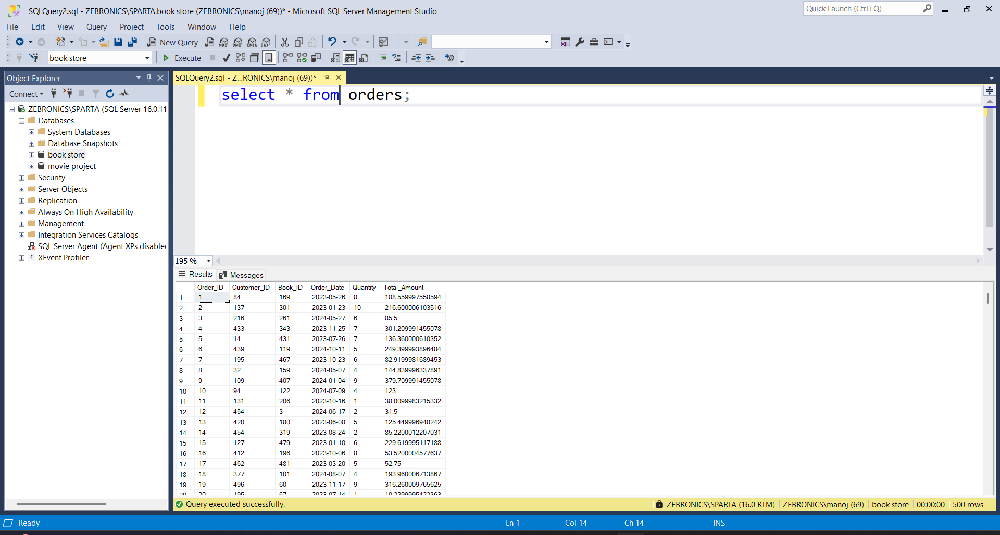 SQLQuery2.sql - ZEBRONICS\SPARTA.book store (ZEBRONICS\manoj (69))* - Microsoft SQL Server Management Studio
Quick Launch (Ctrl+Q)
File Edit View Query Project Tools Window Help
New Query MDX DMX XMLA DAX
book store Execute
Object Explorer
Connect
ZEBRONICS\SPARTA (SQL Server 16.0.11
Databases
System Databases
Database Snapshots
book store
movie project
Security
Server Objects
Replication
Always On High Availability
Management
Integration Services Catalogs
SQL Server Agent (Agent XPs disabled
XEvent Profiler
SQLQuery2.sql - Z...RONICS\manoj (69))*
select * from orders;
195 %
Results Messages
Order_ID Customer_ID Book_ID Order_Date Quantity Total_Amount
1 1 84 169 2023-05-26 8 188.559997558594
2 2 137 301 2023-01-23 10 216.600006103516
3 3 216 261 2024-05-27 6 85.5
4 4 433 343 2023-11-25 7 301.209991455078
5 5 14 431 2023-07-26 7 136.360000610352
6 6 439 119 2024-10-11 5 249.399993896484
7 7 195 467 2023-10-23 6 82.9199981689453
8 8 32 159 2024-05-07 4 144.839996337891
9 9 109 407 2024-01-04 9 379.709991455078
10 10 94 122 2024-07-09 4 123
11 11 131 206 2023-10-16 1 38.0099983215332
12 12 454 3 2024-06-17 2 31.5
13 13 420 180 2023-06-08 5 125.449996948242
14 14 454 319 2023-08-24 2 85.2200012207031
15 15 127 479 2023-01-10 6 229.619995117188
16 16 412 196 2023-10-06 8 53.5200004577637
17 17 462 481 2023-03-20 5 52.75
18 18 377 101 2024-08-07 4 193.960006713867
19 19 496 60 2023-11-17 9 316.260009765625
20 20 195 67 2023-07-14 1 10.2299995422363
Query executed successfully. ZEBRONICS\SPARTA (16.0 RTM) ZEBRONICS\manoj (69) book store 00:00:00 500 rows
Ready Ln 1 Col 14 Ch 14 INS